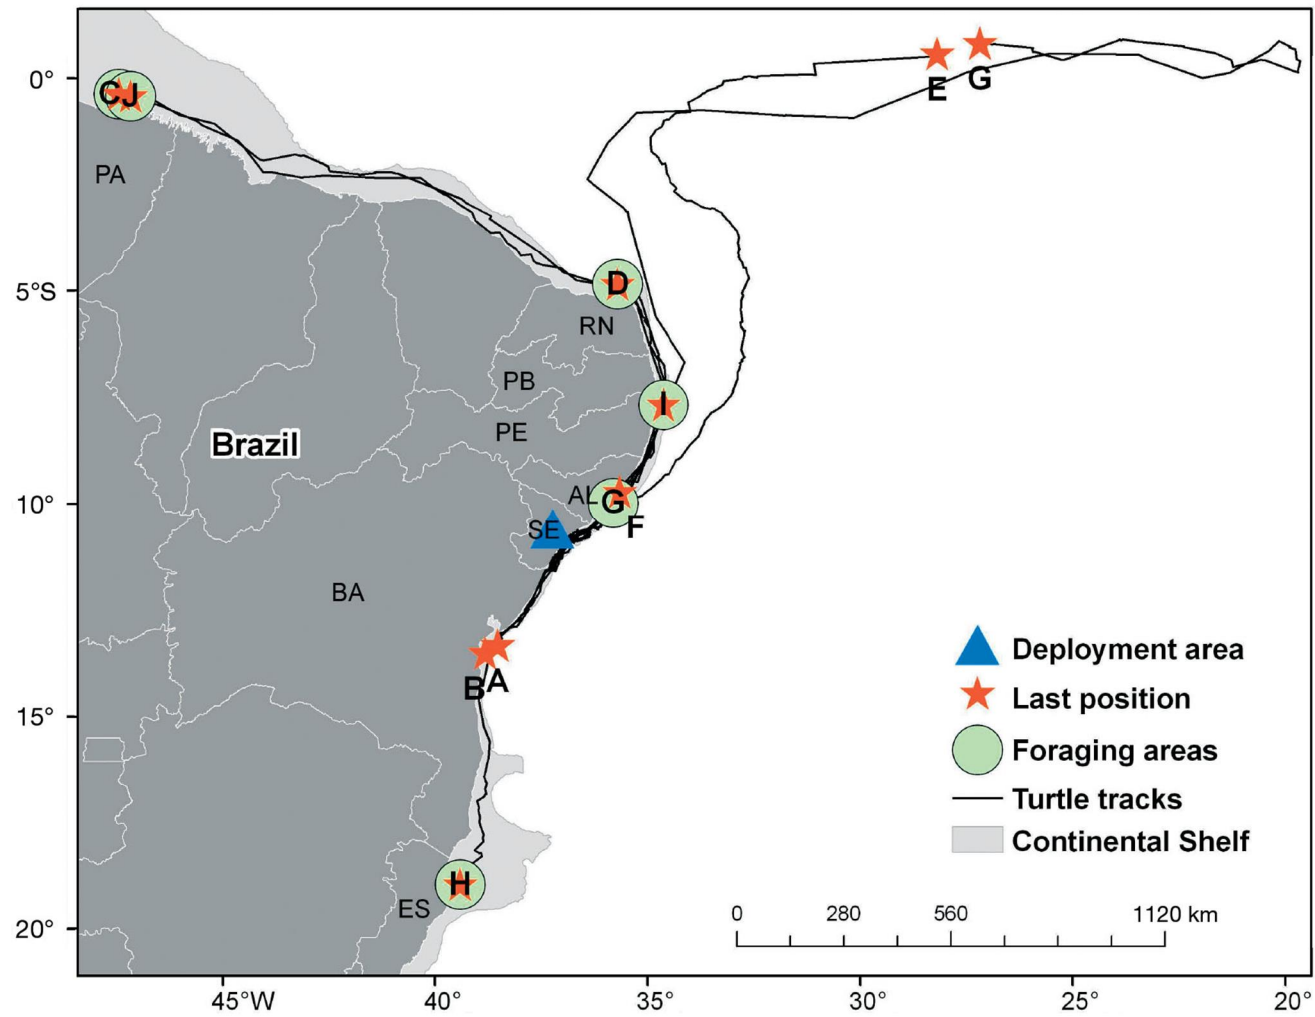 E
G
0°
C
J
PA
D
5°S
RN
PB
I
PE
Brazil
AL
G
10°
F
SE
BA
Deployment area
B
A
Last position
15°
Foraging areas
Turtle tracks
Continental Shelf
H
ES
0 280 560 1120 km
20°
45°W 40° 35° 30° 25° 20°